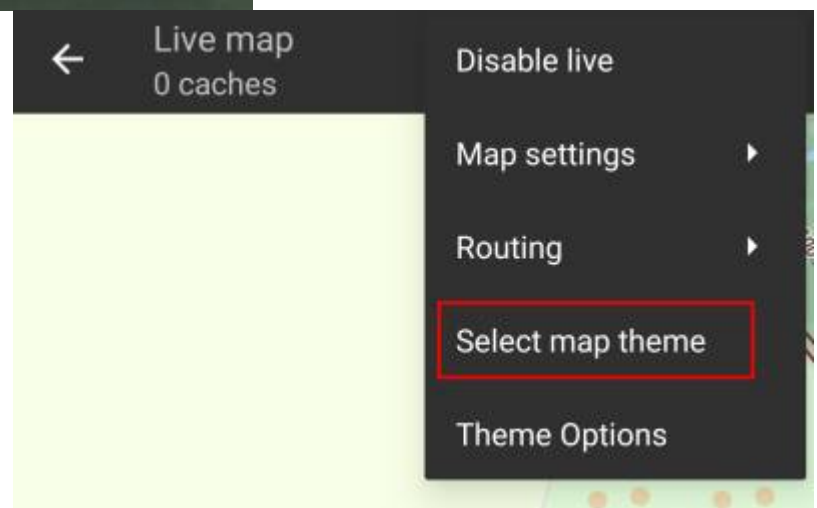 Live map
0 caches
Disable live
Map settings
Routing
Select map theme
Theme Options